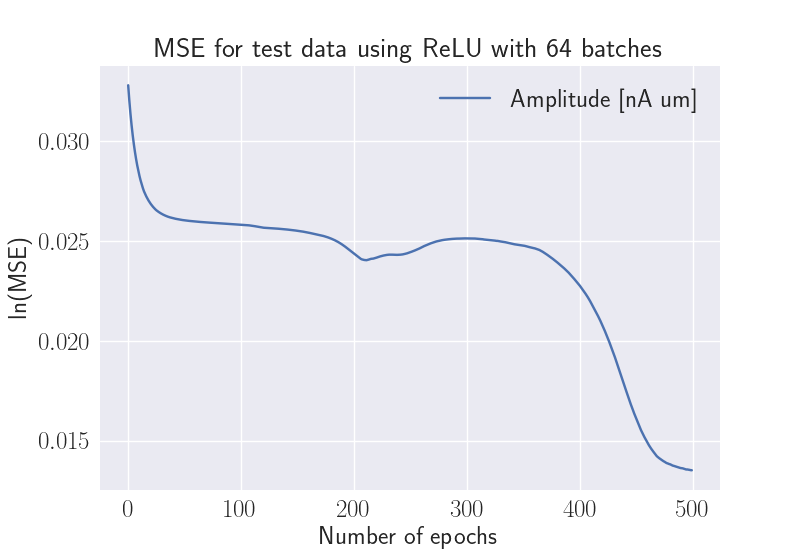 MSE for test data using ReLU with 64 batches
Amplitude [nA um]
ln(MSE)
0.030
0.025
0.020
0.015
0 100 200 300 400 500
Number of epochs